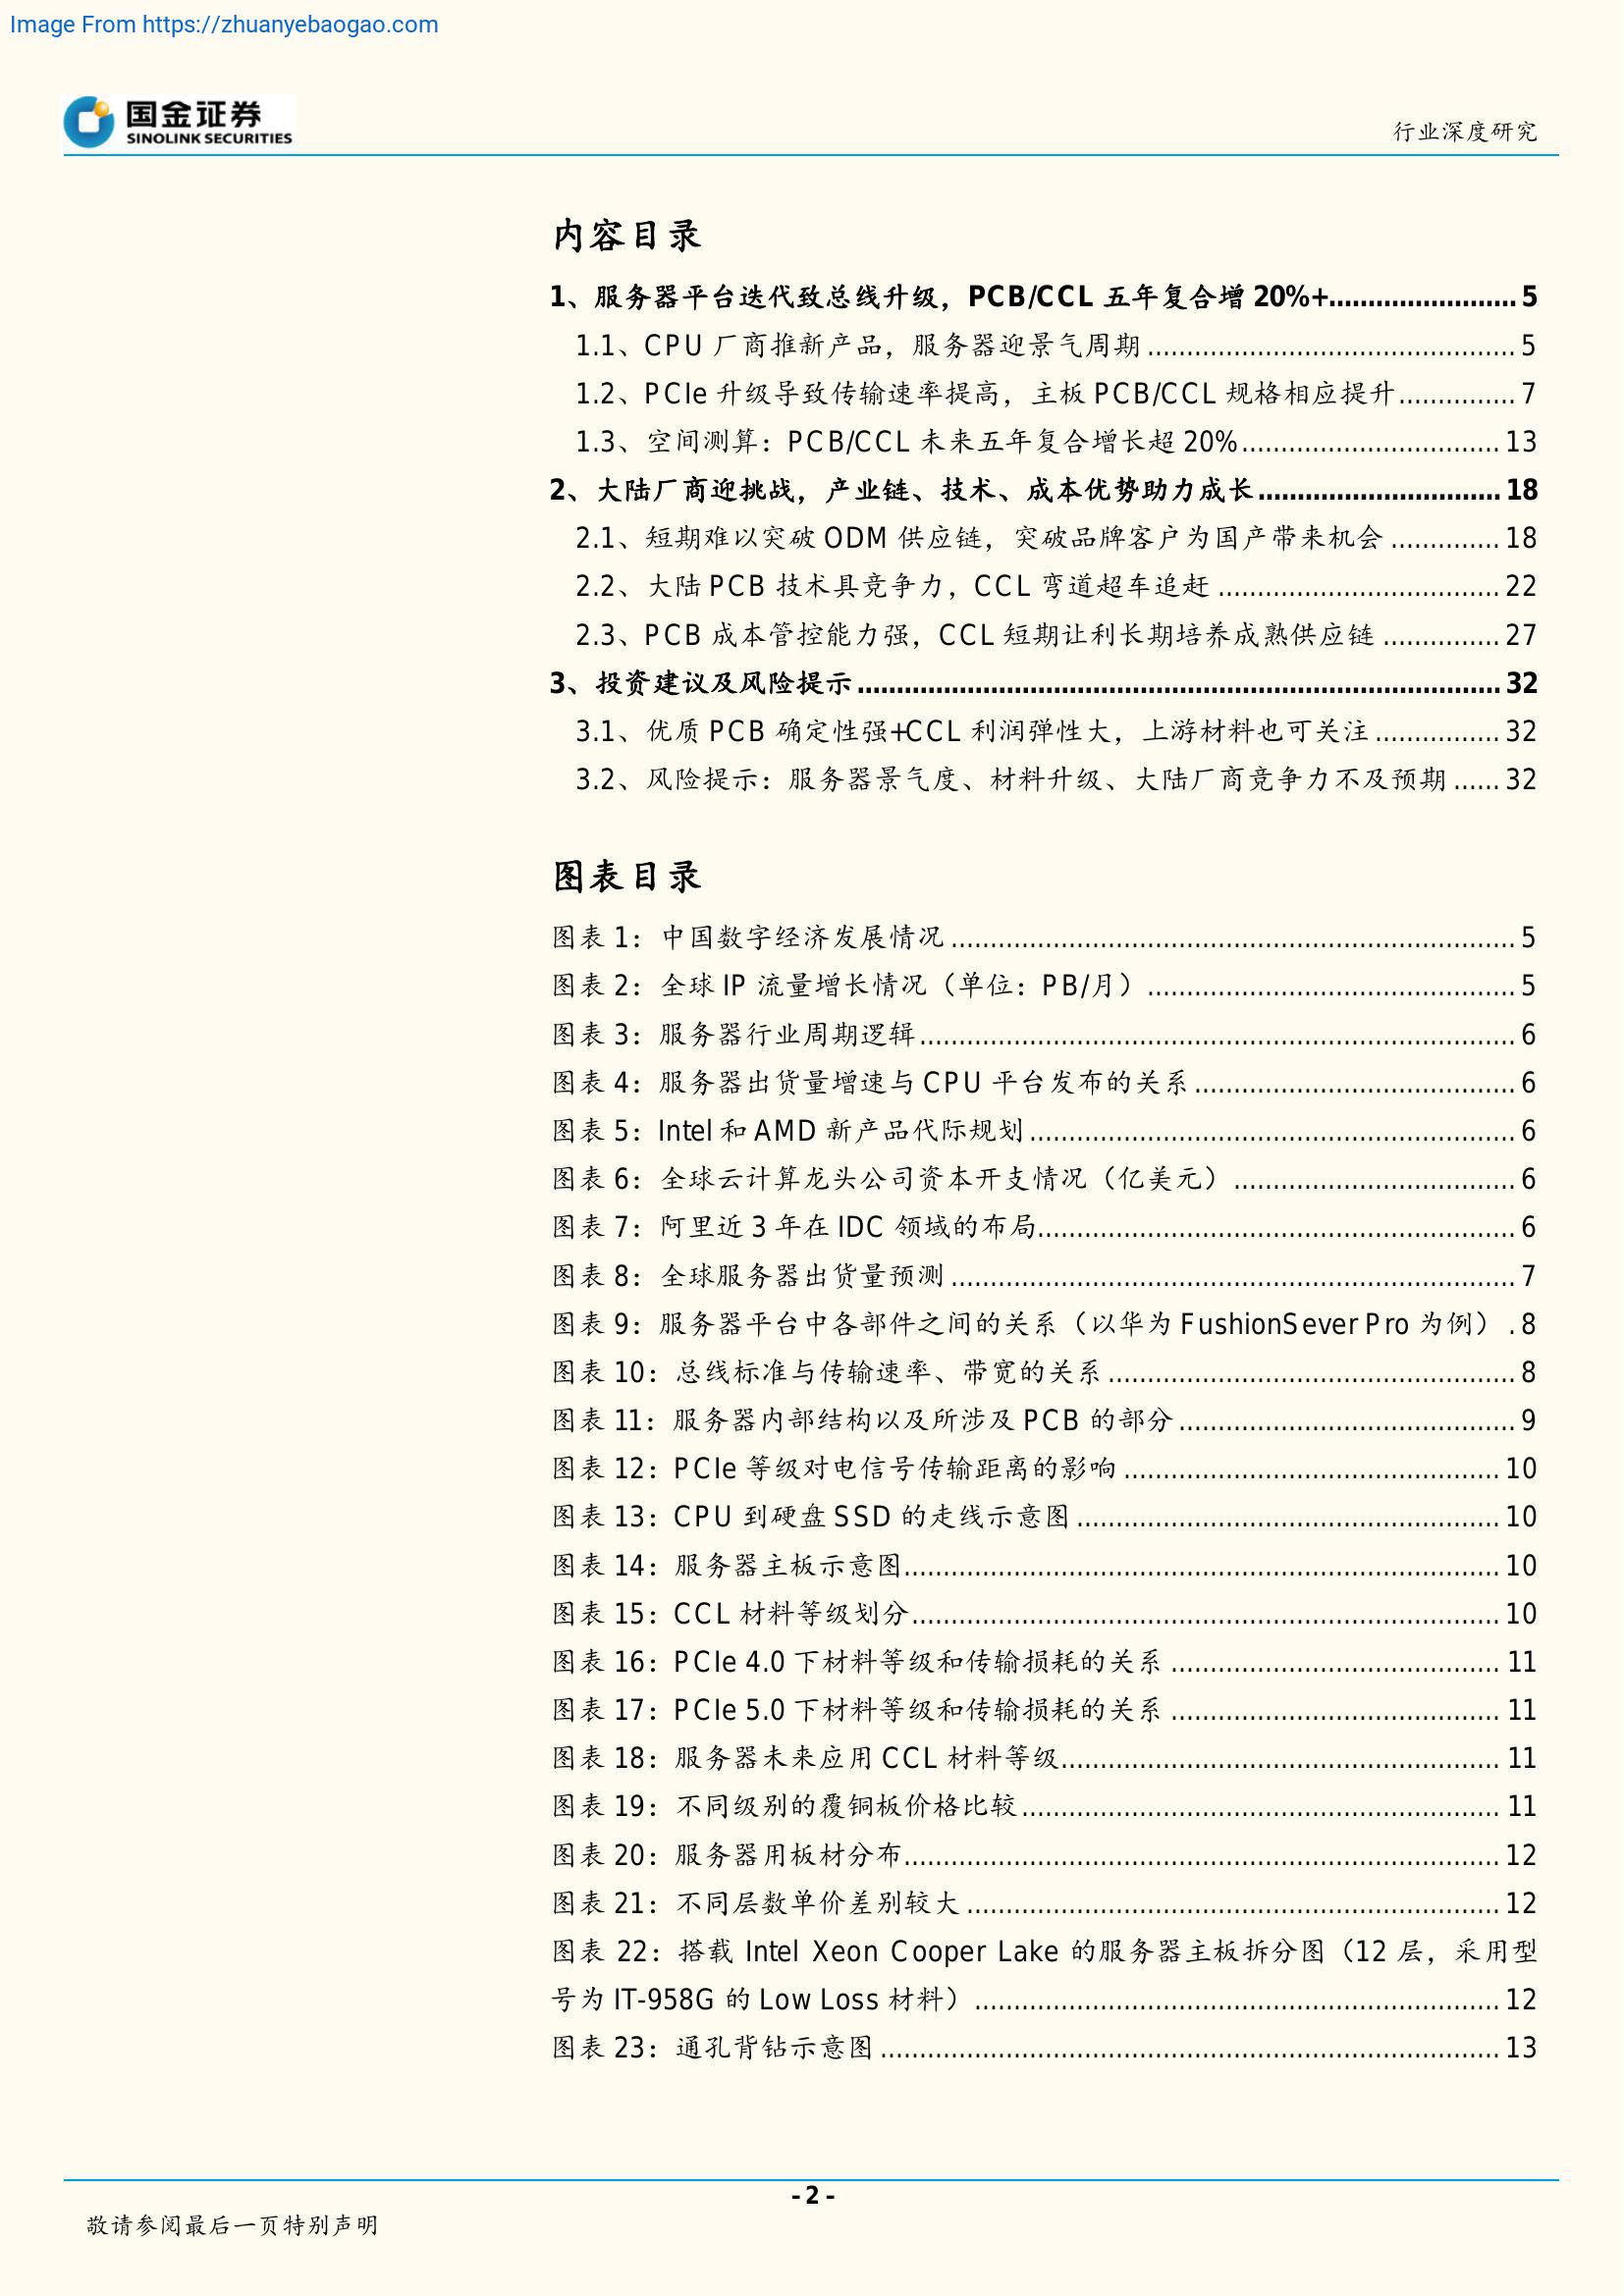 Image From https://zhuanyebaogao.com
国金证券
SINOLINK SECURITIES
行业深度研究
内容目录
1、服务器平台迭代致总线升级，PCB/CCL 五年复合增 20%+........................ 5
1.1、CPU 厂商推新产品，服务器迎景气周期 ............................................... 5
1.2、PCIe 升级导致传输速率提高，主板 PCB/CCL 规格相应提升............... 7
1.3、空间测算：PCB/CCL 未来五年复合增长超 20%................................. 13
2、大陆厂商迎挑战，产业链、技术、成本优势助力成长............................... 18
2.1、短期难以突破 ODM 供应链，突破品牌客户为国产带来机会 .............. 18
2.2、大陆 PCB 技术具竞争力，CCL 弯道超车追赶 .................................... 22
2.3、PCB 成本管控能力强，CCL 短期让利长期培养成熟供应链 ............... 27
3、投资建议及风险提示.................................................................................. 32
3.1、优质 PCB 确定性强+CCL 利润弹性大，上游材料也可关注 ................ 32
3.2、风险提示：服务器景气度、材料升级、大陆厂商竞争力不及预期 ...... 32
图表目录
图表 1：中国数字经济发展情况 ........................................................................ 5
图表 2：全球 IP 流量增长情况（单位：PB/月） ............................................... 5
图表 3：服务器行业周期逻辑............................................................................ 6
图表 4：服务器出货量增速与 CPU 平台发布的关系 ......................................... 6
图表 5：Intel 和 AMD 新产品代际规划 .............................................................. 6
图表 6：全球云计算龙头公司资本开支情况（亿美元） .................................... 6
图表 7：阿里近 3 年在 IDC 领域的布局............................................................. 6
图表 8：全球服务器出货量预测 ........................................................................ 7
图表 9：服务器平台中各部件之间的关系（以华为 FushionSever Pro 为例） . 8
图表 10：总线标准与传输速率、带宽的关系 .................................................... 8
图表 11：服务器内部结构以及所涉及 PCB 的部分 ........................................... 9
图表 12：PCIe 等级对电信号传输距离的影响 ................................................ 10
图表 13：CPU 到硬盘 SSD 的走线示意图 ...................................................... 10
图表 14：服务器主板示意图............................................................................ 10
图表 15：CCL 材料等级划分........................................................................... 10
图表 16：PCIe 4.0 下材料等级和传输损耗的关系 .......................................... 11
图表 17：PCIe 5.0 下材料等级和传输损耗的关系 .......................................... 11
图表 18：服务器未来应用 CCL 材料等级........................................................ 11
图表 19：不同级别的覆铜板价格比较............................................................. 11
图表 20：服务器用板材分布............................................................................ 12
图表 21：不同层数单价差别较大 .................................................................... 12
图表 22：搭载 Intel Xeon Cooper Lake 的服务器主板拆分图（12 层，采用型
号为 IT-958G 的 Low Loss 材料） ................................................................... 12
图表 23：通孔背钻示意图 ............................................................................... 13
- 2 -
敬请参阅最后一页特别声明